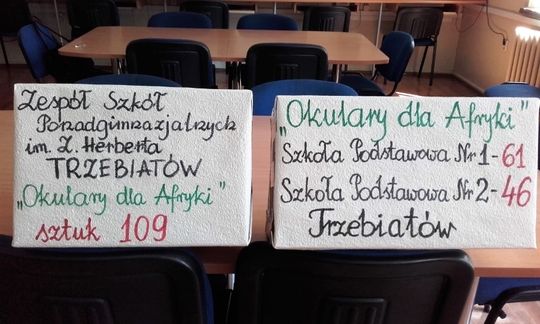 Zespół Szkół
Ponadgimnazjalnych
im. Z. Herberta
TRZEBIATÓW
„Okulary dla Afryki"
sztuk 109
„Okulary dla Afryki"
Szkoła Podstawowa Nr 1-61
Szkoła Podstawowa Nr 2-46
Trzebiatów